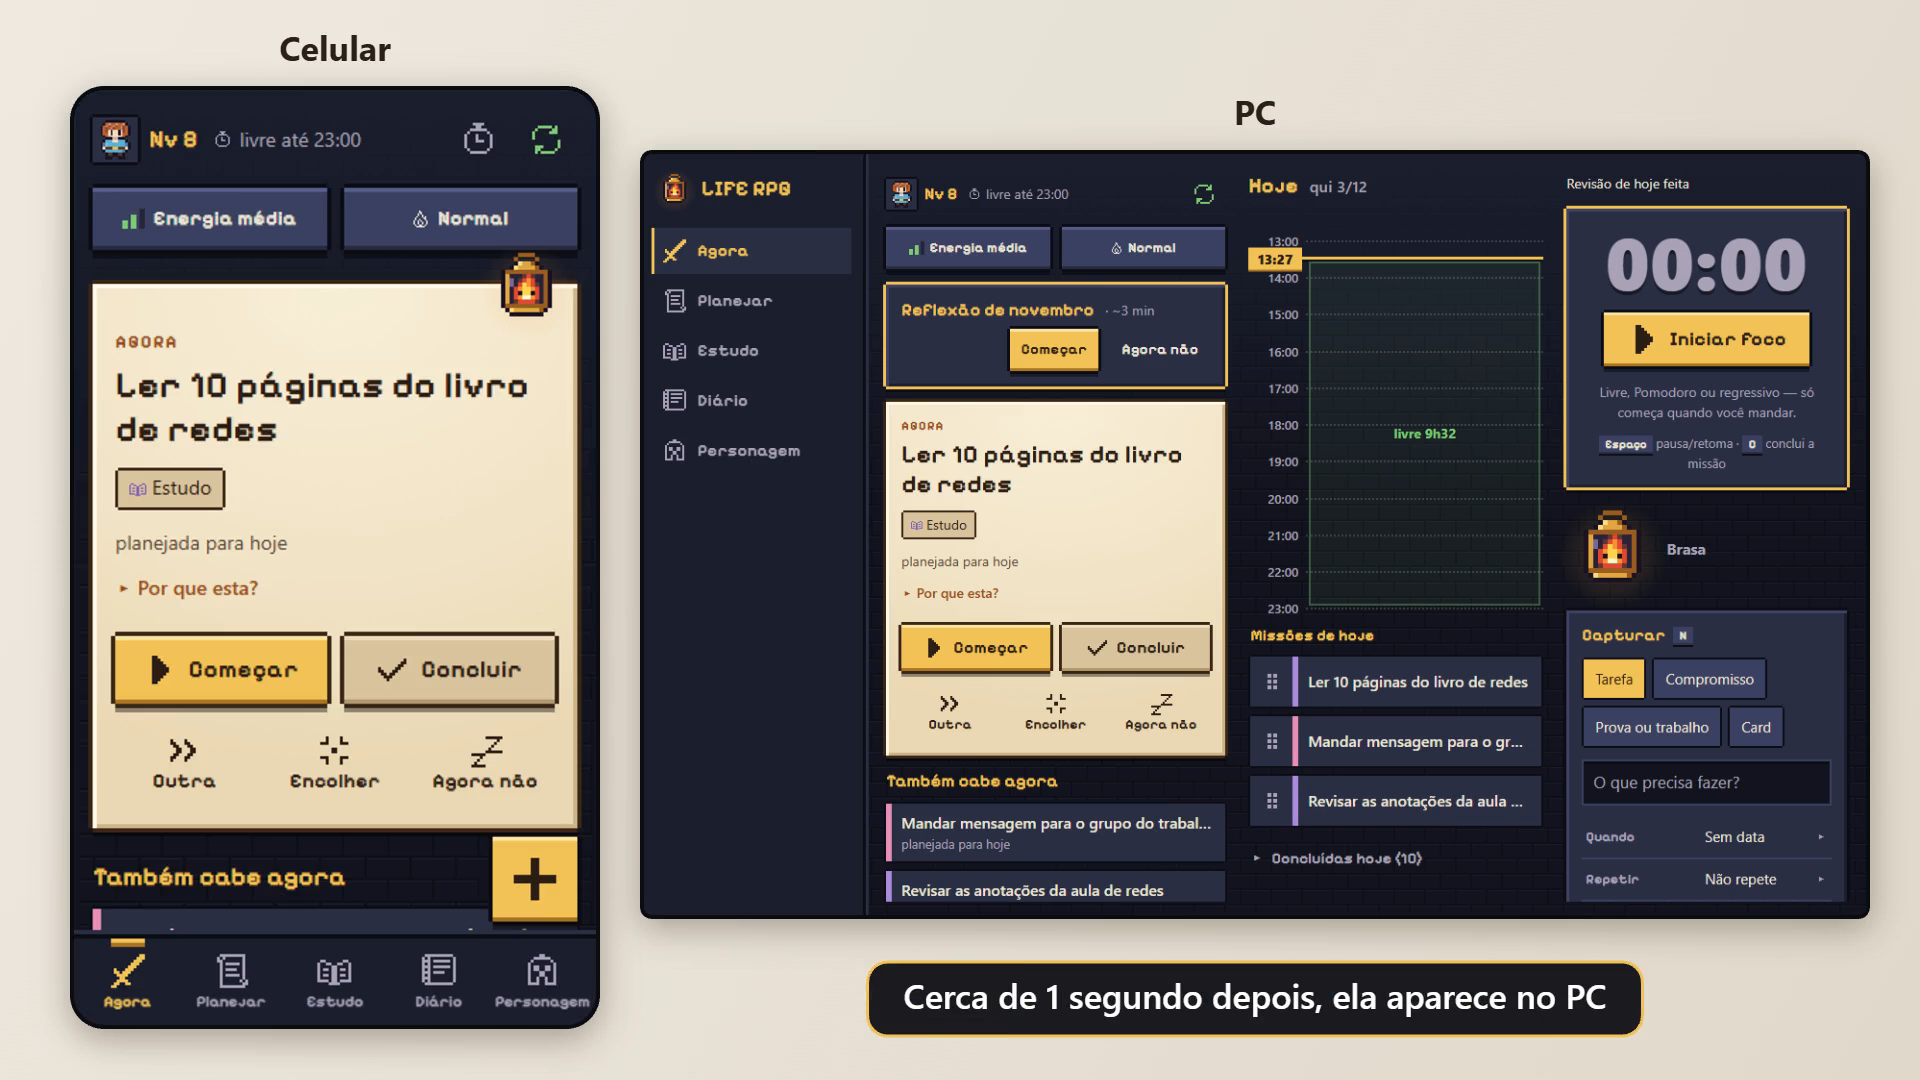 Celular
Nv 8
livre até 23:00
Energia média
Normal
AGORA
Ler 10 páginas do livro
de redes
Estudo
planejada para hoje
Por que esta?
Começar
Concluir
Outra
Encolher
Agora não
Também cabe agora
Agora
Planejar
Estudo
Diário
Personagem
PC
LIFE RPG
Agora
Planejar
Estudo
Diário
Personagem
Nv 8
livre até 23:00
Energia média
Normal
Reflexão de novembro
· ~3 min
Começar
Agora não
AGORA
Ler 10 páginas do livro
de redes
Estudo
planejada para hoje
Por que esta?
Começar
Concluir
Outra
Encolher
Agora não
Também cabe agora
Mandar mensagem para o grupo do trabal...
planejada para hoje
Revisar as anotações da aula de redes
Hoje qui 3/12
13:00
13:27
14:00
15:00
16:00
17:00
18:00
19:00
20:00
21:00
22:00
23:00
livre 9h32
Missões de hoje
Ler 10 páginas do livro de redes
Mandar mensagem para o gr...
Revisar as anotações da aula ...
Concluídas hoje (10)
Revisão de hoje feita
00:00
Iniciar foco
Livre, Pomodoro ou regressivo — só
começa quando você mandar.
Espaço pausa/retoma · C conclui a
missão
Brasa
Capturar N
Tarefa
Compromisso
Prova ou trabalho
Card
O que precisa fazer?
Quando
Sem data
Repetir
Não repete
Cerca de 1 segundo depois, ela aparece no PC